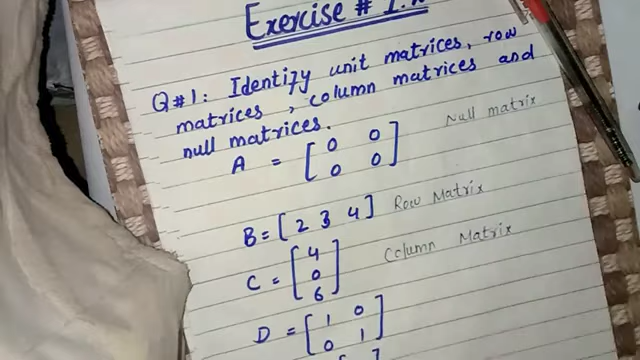 Exercise #
Q#1: Identify unit matrices, row
matrices, column matrices and
null matrices.
A = [0 0
0 0] Null matrix
B = [2 3 4] Row Matrix
C = [4
0
6] Column Matrix
D = [1 0
0 1]